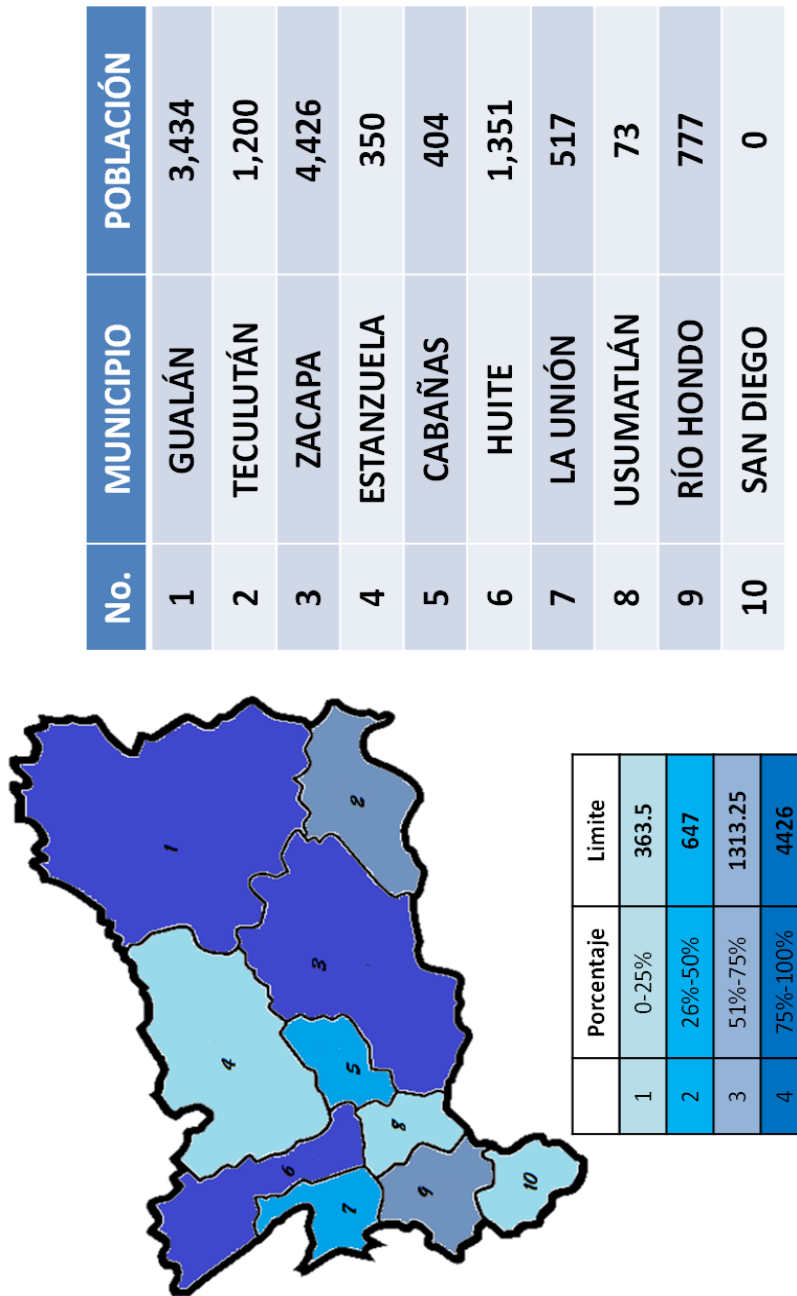 No. MUNICIPIO POBLACIÓN
1 GUALÁN 3,434
2 TECULUTÁN 1,200
3 ZACAPA 4,426
4 ESTANZUELA 350
5 CABAÑAS 404
6 HUITE 1,351
7 LA UNIÓN 517
8 USUMATLÁN 73
9 RÍO HONDO 777
10 SAN DIEGO 0
1
2
3
4
5
6
7
8
9
10
Porcentaje Limite
1 0-25% 363.5
2 26%-50% 647
3 51%-75% 1313.25
4 75%-100% 4426